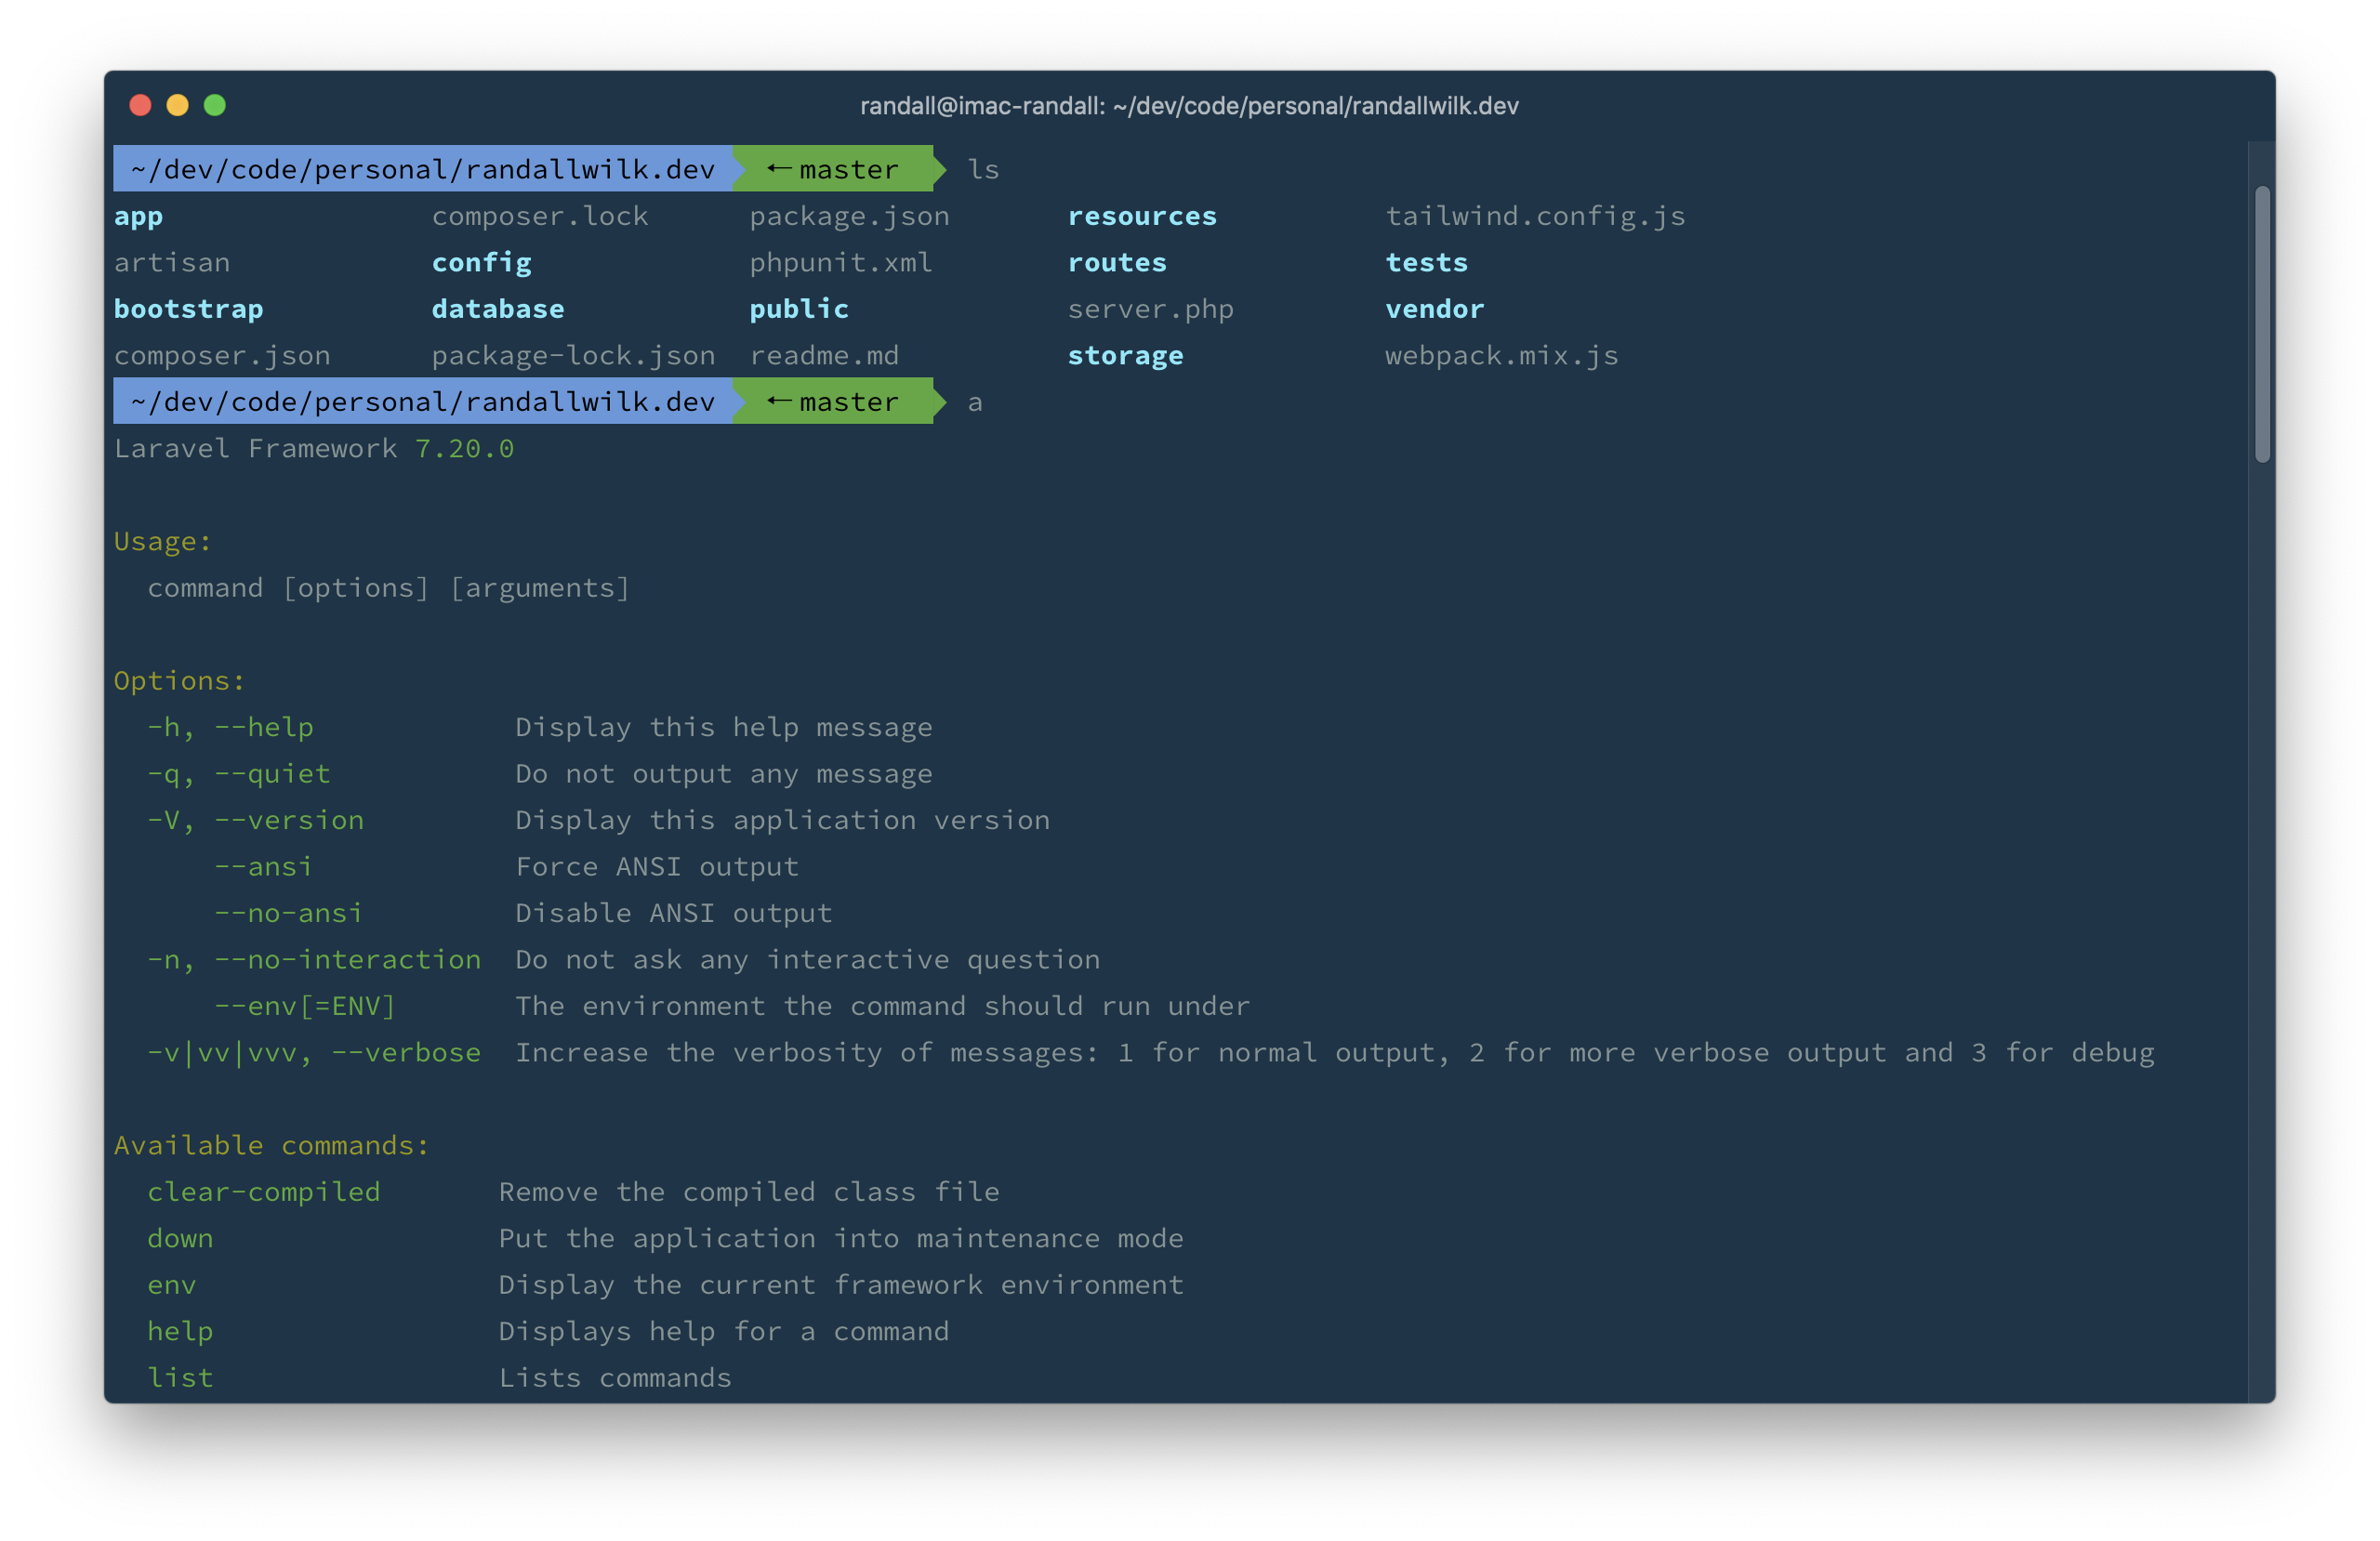 randall@imac-randall: ~/dev/code/personal/randallwilk.dev
~/dev/code/personal/randallwilk.dev ← master ls
app composer.lock package.json resources tailwind.config.js
artisan config phpunit.xml routes tests
bootstrap database public server.php vendor
composer.json package-lock.json readme.md storage webpack.mix.js
~/dev/code/personal/randallwilk.dev ← master a
Laravel Framework 7.20.0
Usage:
command [options] [arguments]
Options:
-h, --help Display this help message
-q, --quiet Do not output any message
-V, --version Display this application version
--ansi Force ANSI output
--no-ansi Disable ANSI output
-n, --no-interaction Do not ask any interactive question
--env[=ENV] The environment the command should run under
-v|vv|vvv, --verbose Increase the verbosity of messages: 1 for normal output, 2 for more verbose output and 3 for debug
Available commands:
clear-compiled Remove the compiled class file
down Put the application into maintenance mode
env Display the current framework environment
help Displays help for a command
list Lists commands